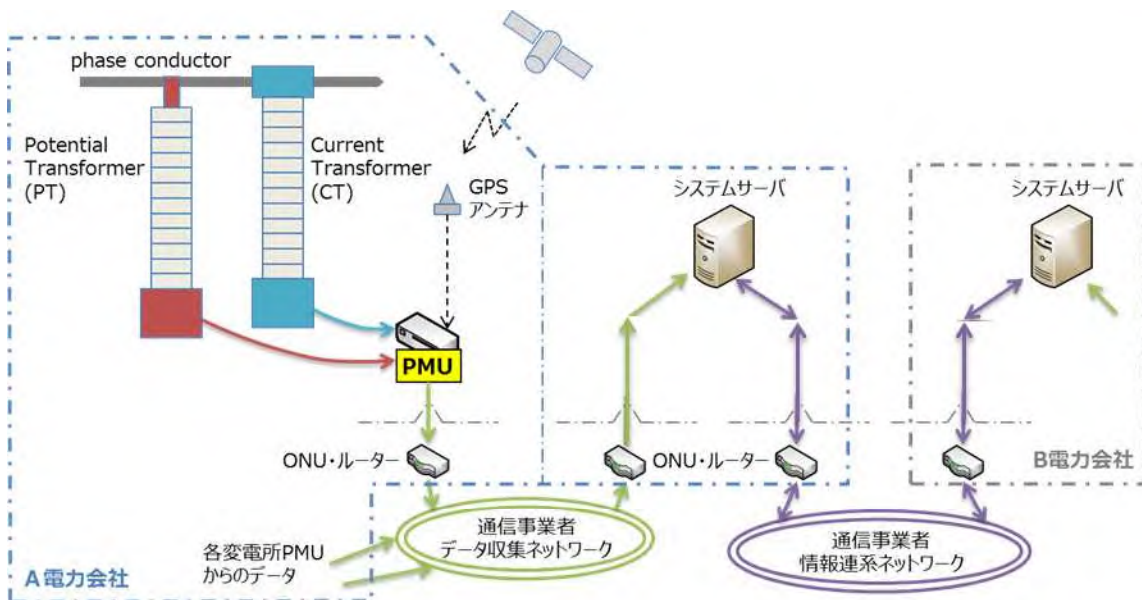 phase conductor
Potential
Transformer
(PT)
Current
Transformer
(CT)
GPS
アンテナ
PMU
システムサーバ
システムサーバ
ONU・ルーター
ONU・ルーター
B電力会社
通信事業者
データ収集ネットワーク
通信事業者
情報連系ネットワーク
各変電所PMU
からのデータ
A電力会社